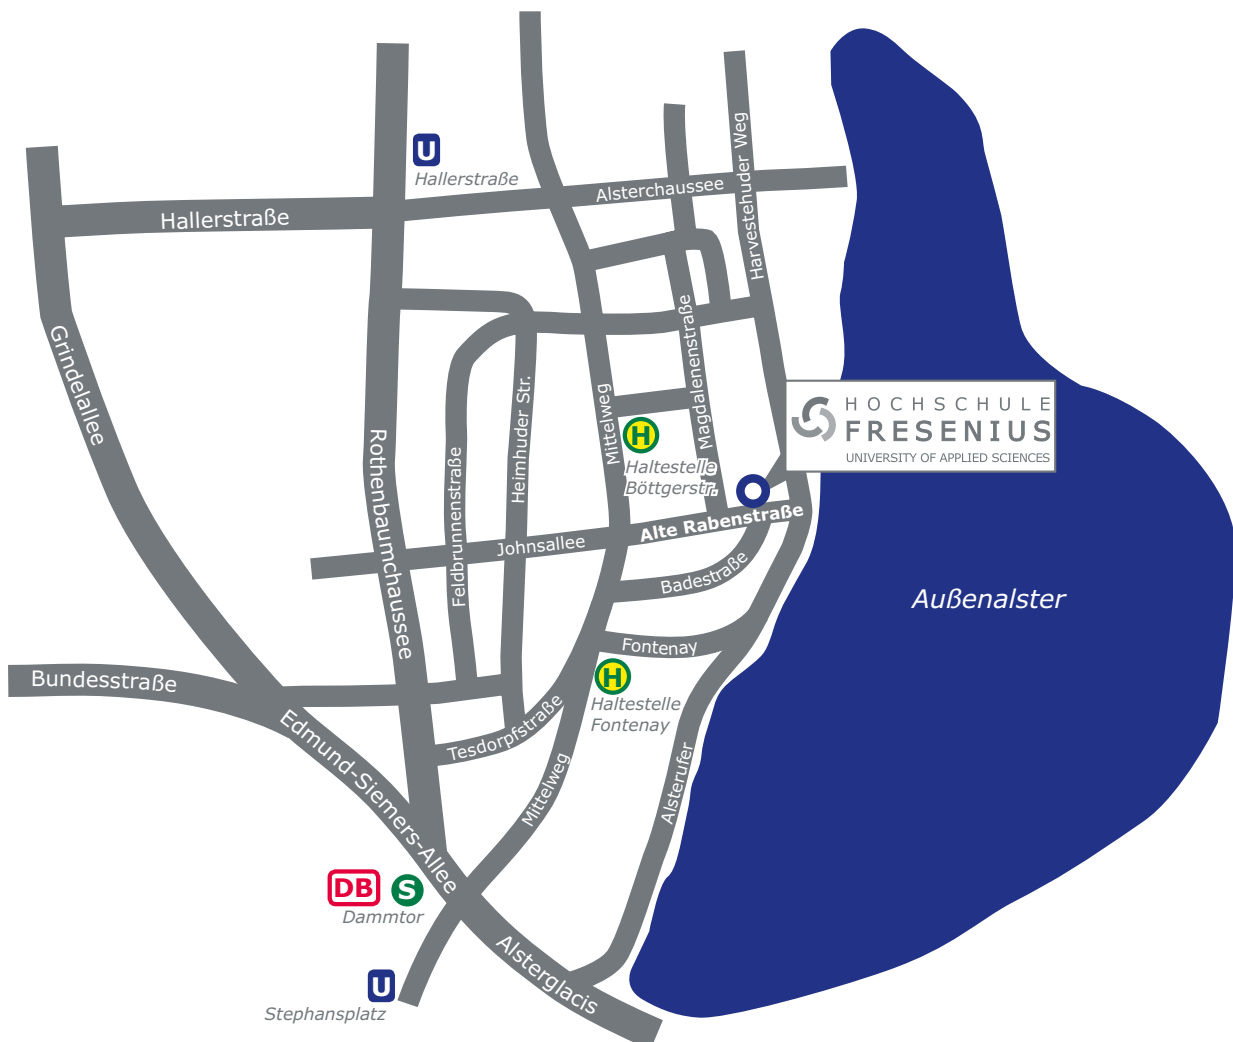 U
Hallerstraße
Alsterchaussee
Harvestehuder Weg
Hallerstraße
Grindelallee
Magdalenenstraße
Mittelweg
Heimhuder Str.
Feldbrunnenstraße
Rothenbaumchaussee
HOCHSCHULE
FRESENIUS
UNIVERSITY OF APPLIED SCIENCES
H
Haltestelle
Böttgerstr.
Alte Rabenstraße
Johnsallee
Badestraße
Außenalster
Fontenay
H
Haltestelle
Fontenay
Bundesstraße
Tesdorpfstraße
Edmund-Siemers-Allee
Mittelweg
Alsterufer
DB
S
Dammtor
Alsterglacis
U
Stephansplatz